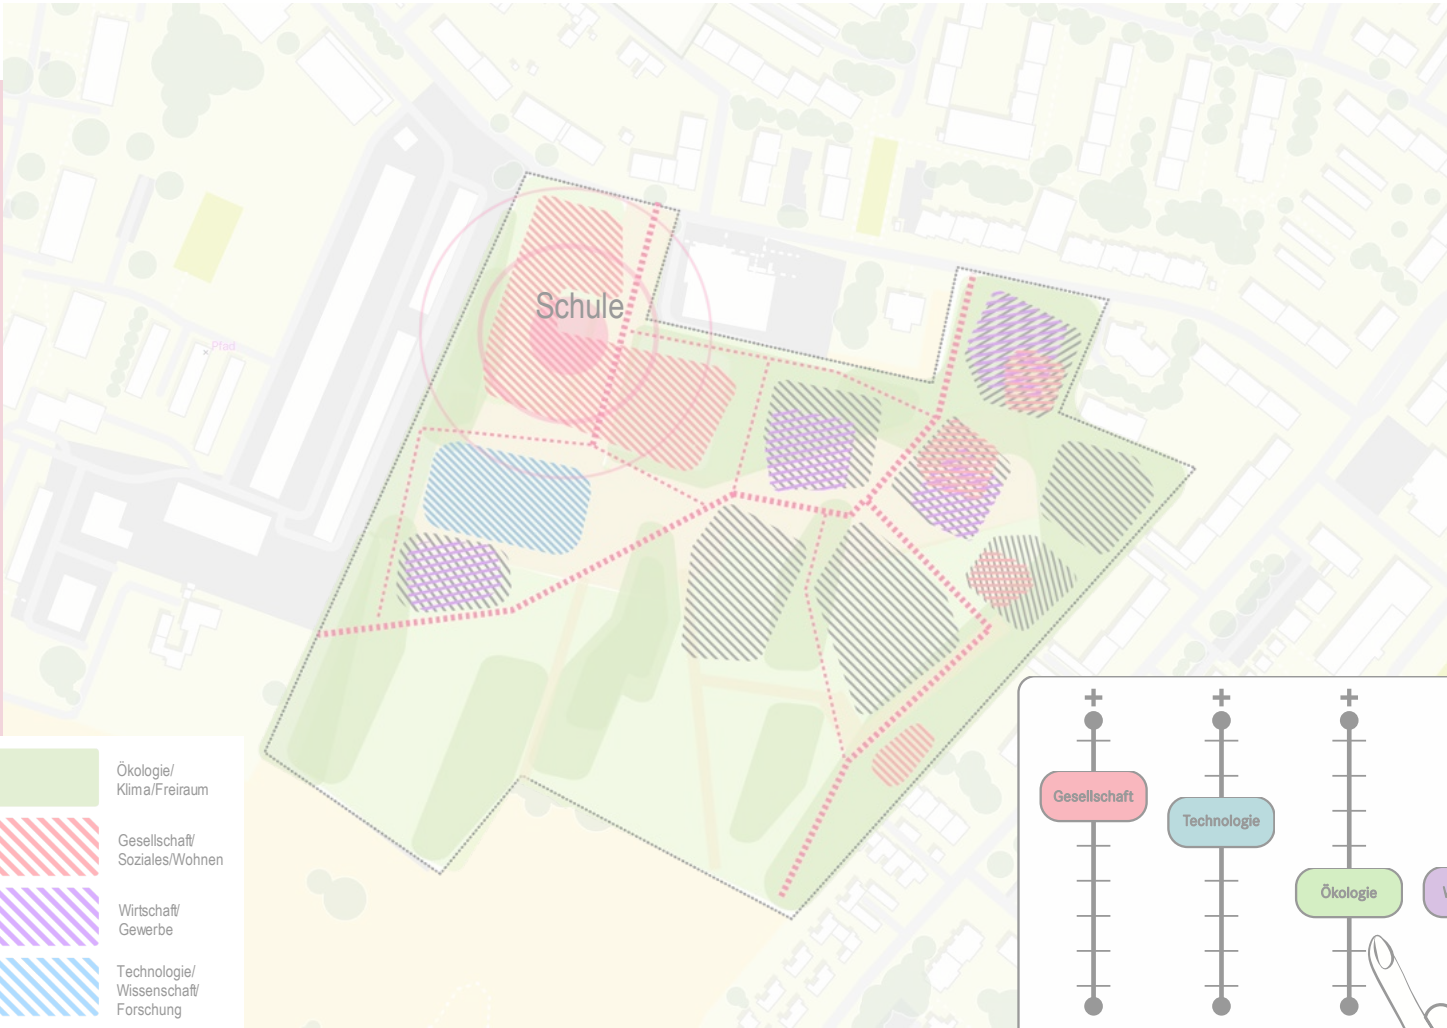 Schule
Pfad
Ökologie/
Klima/Freiraum
Gesellschaft/
Soziales/Wohnen
Wirtschaft/
Gewerbe
Technologie/
Wissenschaft/
Forschung
+ + +
Gesellschaft
Technologie
Ökologie